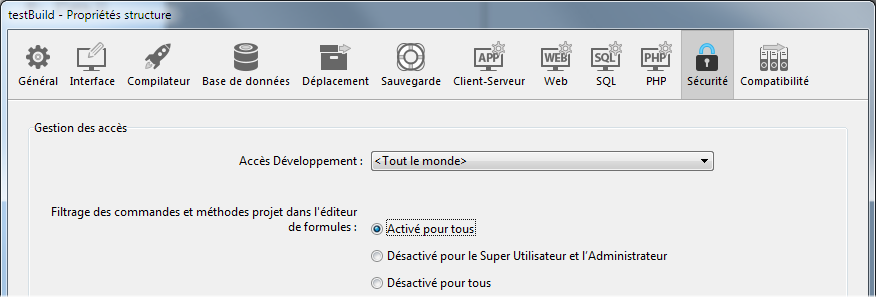 testBuild - Propriétés structure
APP WEB SQL PHP
Général Interface Compilateur Base de données Déplacement Sauvegarde Client-Serveur Web SQL PHP Sécurité Compatibilité
Gestion des accès
Accès Développement : <Tout le monde>
Filtrage des commandes et méthodes projet dans l'éditeur
de formules : Activé pour tous
Désactivé pour le Super Utilisateur et l'Administrateur
Désactivé pour tous